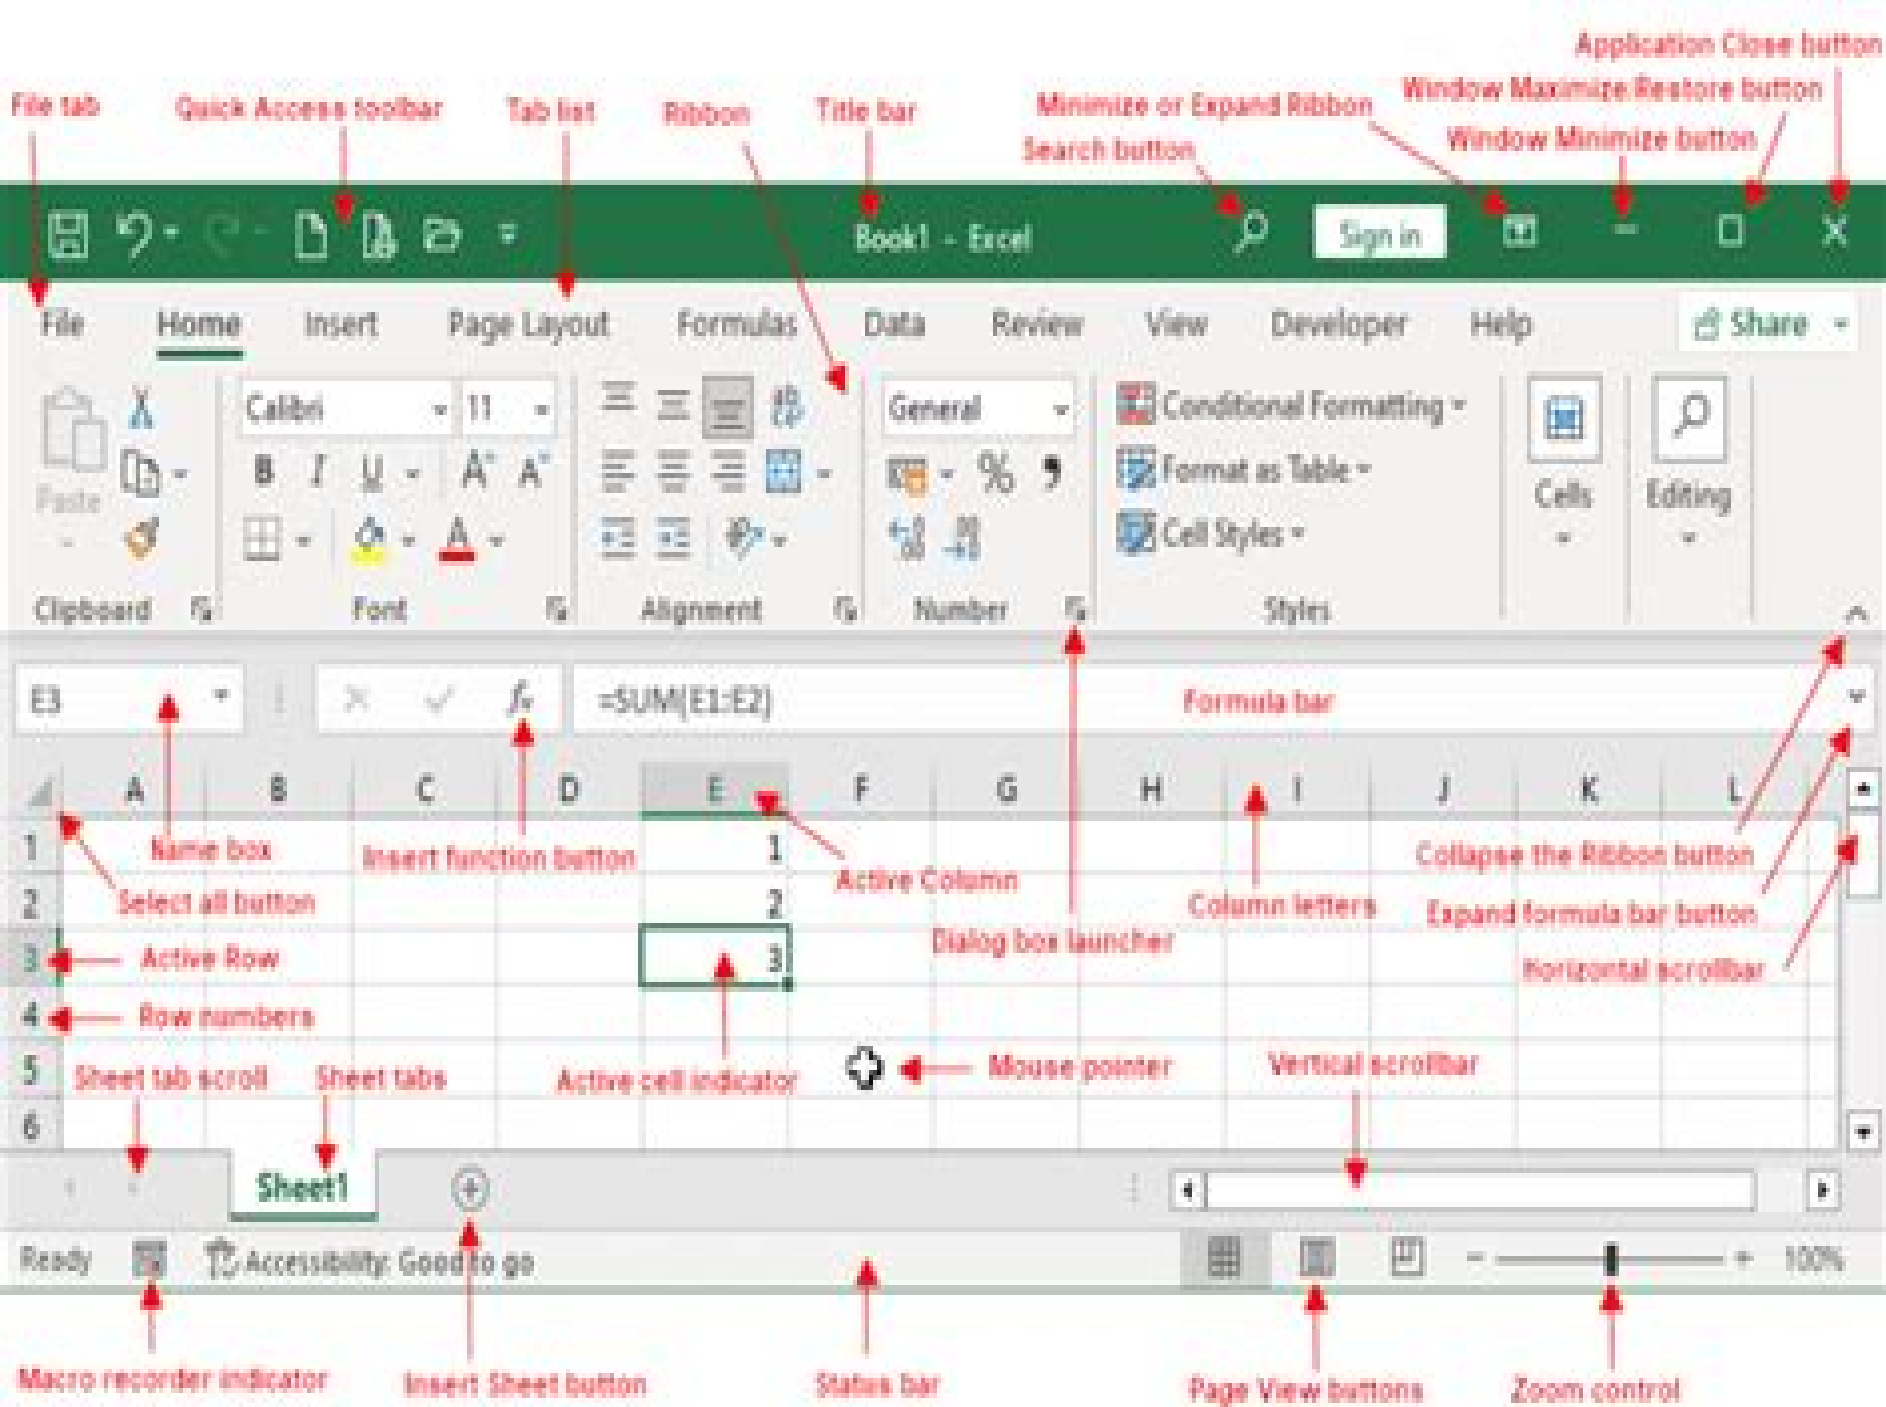 Application Close button
File tab Quick Access toolbar Tab list Ribbon Title bar Minimize or Expand Ribbon Window Maximize/Restore button
Search button Window Minimize button
Book1 - Excel Sign in
File Home Insert Page Layout Formulas Data Review View Developer Help Share
Calibri 11 General Conditional Formatting
Paste B I U A A % Format as Table Cells Editing
A Cell Styles
Clipboard Font Alignment Number Styles
E3 fx =SUM(E1:E2) Formula bar
A B C D E F G H I J K L
1 Name box Insert function button 1 Collapse the Ribbon button
Active Column
2 Select all button 2 Column letters Expand formula bar button
Dialog box launcher
3 Active Row 3 Horizontal scrollbar
4 Row numbers
5 Sheet tab scroll Sheet tabs Active cell indicator Mouse pointer Vertical scrollbar
6
Sheet1
Ready Accessibility: Good to go 100%
Macro recorder indicator Insert Sheet button Status bar Page View buttons Zoom control